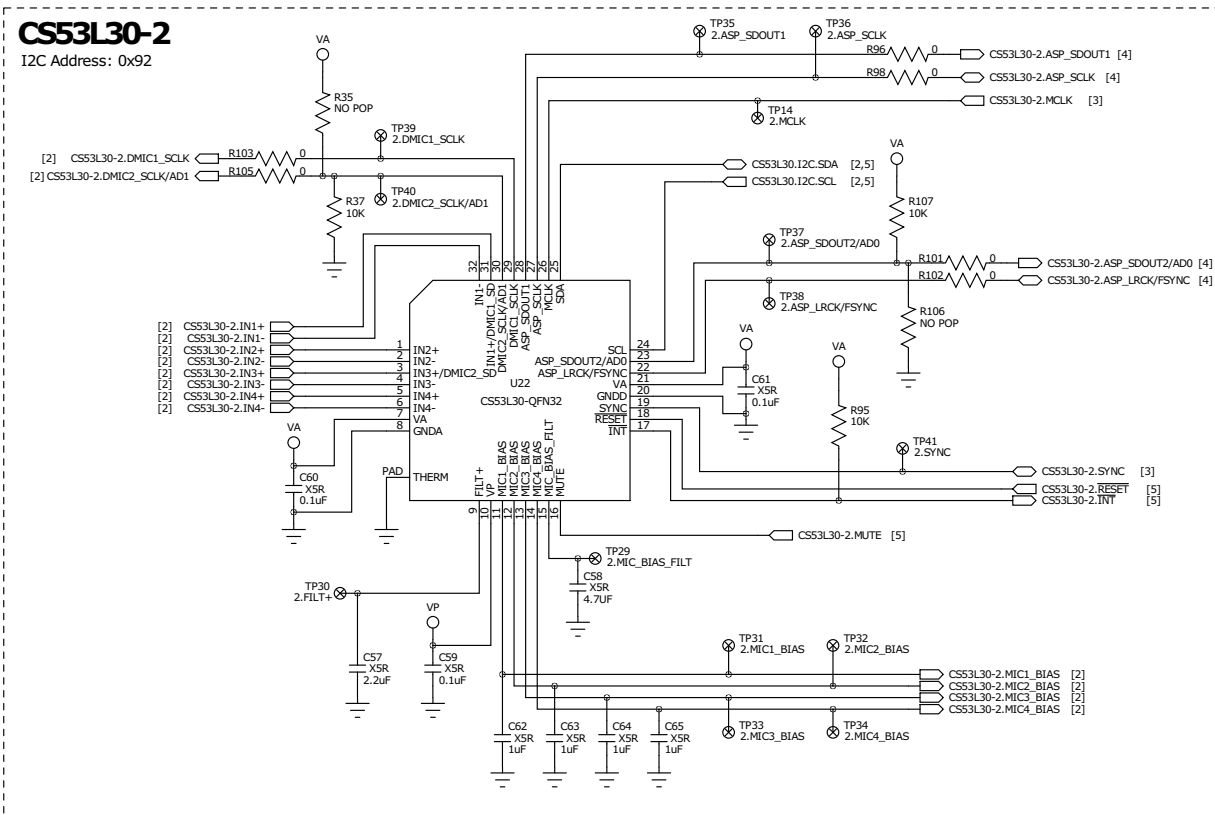 CS53L30-2
I2C Address: 0x92
VA
R35
NO POP
TP39
2.DMIC1_SCLK
[2] CS53L30-2.DMIC1_SCLK
R103 0
[2] CS53L30-2.DMIC2_SCLK/AD1
R105 0
R37
10K
TP40
2.DMIC2_SCLK/AD1
TP35
2.ASP_SDOUT1
TP36
2.ASP_SCLK
R96 0
CS53L30-2.ASP_SDOUT1 [4]
R98 0
CS53L30-2.ASP_SCLK [4]
TP14
2.MCLK
CS53L30-2.MCLK [3]
CS53L30.I2C.SDA [2,5]
CS53L30.I2C.SCL [2,5]
VA
R107
10K
TP37
2.ASP_SDOUT2/AD0
R101 0
CS53L30-2.ASP_SDOUT2/AD0 [4]
R102 0
CS53L30-2.ASP_LRCK/FSYNC [4]
TP38
2.ASP_LRCK/FSYNC
R106
NO POP
32 IN1-
31 IN1+/DMIC1_SD
30 DMIC2_SCLK/AD1
29 DMIC1_SCLK
28 ASP_SDOUT1
27 ASP_SCLK
26 MCLK
25 SDA
[2] CS53L30-2.IN1+
[2] CS53L30-2.IN1-
[2] CS53L30-2.IN2+
[2] CS53L30-2.IN2-
[2] CS53L30-2.IN3+
[2] CS53L30-2.IN3-
[2] CS53L30-2.IN4+
[2] CS53L30-2.IN4-
1 IN2+
2 IN2-
3 IN3+/DMIC2_SD
4 IN3-
5 IN4+
6 IN4-
7 VA
8 GNDA
PAD THERM
U22
CS53L30-QFN32
SCL 24
ASP_SDOUT2/AD0 23
ASP_LRCK/FSYNC 22
VA 21
GNDD 20
SYNC 19
RESET 18
INT 17
9 FILT+
10 VP
11 MIC1_BIAS
12 MIC2_BIAS
13 MIC3_BIAS
14 MIC4_BIAS
15 MIC_BIAS_FILT
16 MUTE
VA
C60
X5R
0.1uF
VA
C61
X5R
0.1uF
VA
R95
10K
TP41
2.SYNC
CS53L30-2.SYNC [3]
CS53L30-2.RESET [5]
CS53L30-2.INT [5]
CS53L30-2.MUTE [5]
TP29
2.MIC_BIAS_FILT
C58
X5R
4.7UF
TP30
2.FILT+
C57
X5R
2.2uF
VP
C59
X5R
0.1uF
TP31
2.MIC1_BIAS
TP32
2.MIC2_BIAS
CS53L30-2.MIC1_BIAS [2]
CS53L30-2.MIC2_BIAS [2]
CS53L30-2.MIC3_BIAS [2]
CS53L30-2.MIC4_BIAS [2]
TP33
2.MIC3_BIAS
TP34
2.MIC4_BIAS
C62
X5R
1uF
C63
X5R
1uF
C64
X5R
1uF
C65
X5R
1uF